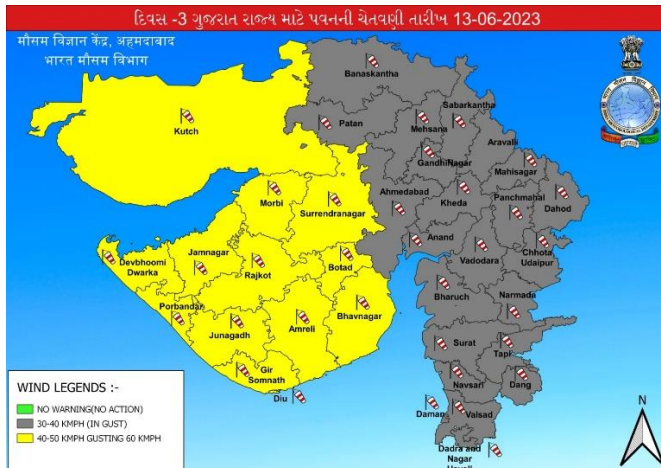 દિવસ -3 ગુજરાત રાજ્ય માટે પવનની ચેતવણી તારીખ 13-06-2023
मौसम विज्ञान केंद्र, अहमदाबाद
भारत मौसम विभाग
Banaskantha
Kutch
Patan
Mehsana
Sabarkantha
Aravalli
GandhiNagar
Mahisagar
Morbi
Surrendranagar
Ahmedabad
Kheda
Panchmahal
Dahod
Devbhoomi
Dwarka
Jamnagar
Rajkot
Botad
Anand
Vadodara
Chhota
Udaipur
Porbandar
Junagadh
Amreli
Bhavnagar
Bharuch
Narmada
Gir
Somnath
Diu
Surat
Tapi
Navsari
Dang
Daman
Valsad
Dadra and
Nagar
WIND LEGENDS :-
NO WARNING(NO ACTION)
30-40 KMPH (IN GUST)
40-50 KMPH GUSTING 60 KMPH
N